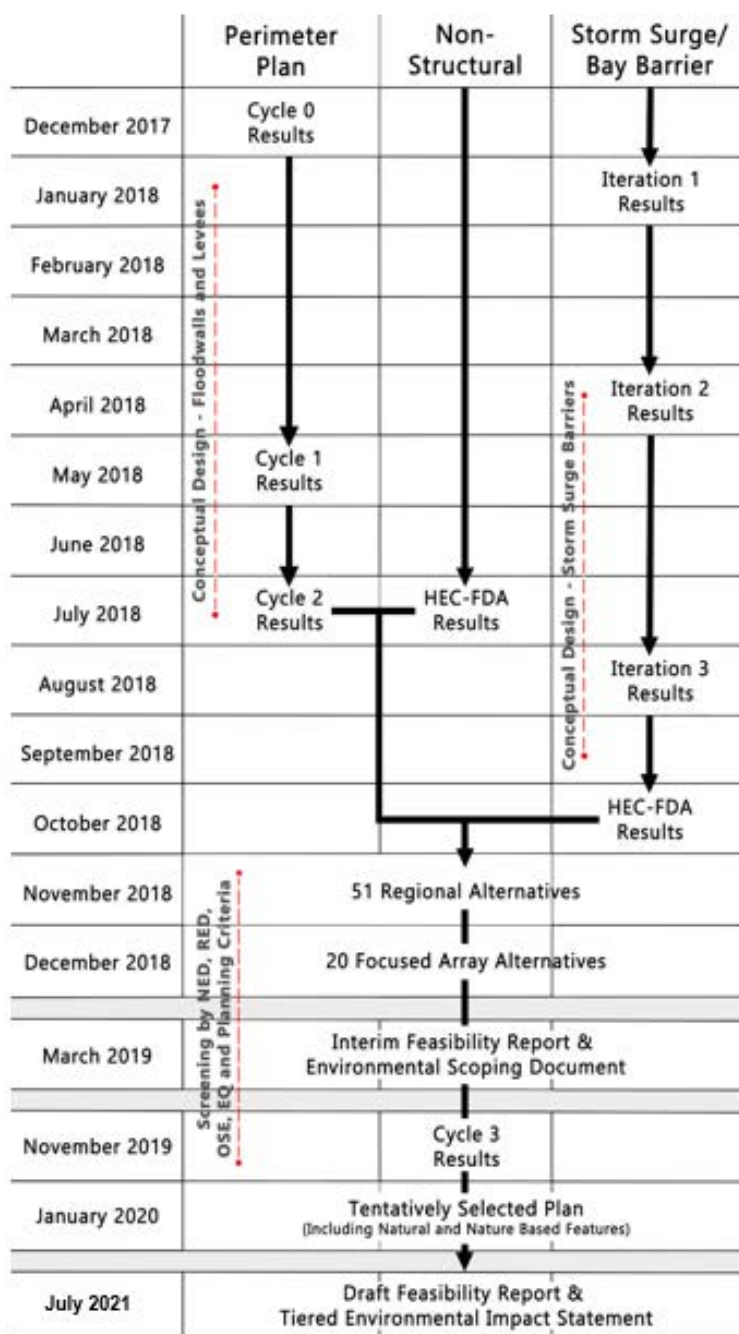 Perimeter
Plan
Non-
Structural
Storm Surge/
Bay Barrier
December 2017
Cycle 0
Results
January 2018
Iteration 1
Results
February 2018
March 2018
April 2018
Iteration 2
Results
May 2018
Cycle 1
Results
June 2018
July 2018
Cycle 2
Results
HEC-FDA
Results
August 2018
Iteration 3
Results
September 2018
October 2018
HEC-FDA
Results
Conceptual Design - Floodwalls and Levees
Conceptual Design - Storm Surge Barriers
November 2018
51 Regional Alternatives
December 2018
20 Focused Array Alternatives
March 2019
Interim Feasibility Report &
Environmental Scoping Document
November 2019
Cycle 3
Results
Screening by NED, RED,
OSE, EQ and Planning Criteria
January 2020
Tentatively Selected Plan
(Including Natural and Nature Based Features)
July 2021
Draft Feasibility Report &
Tiered Environmental Impact Statement